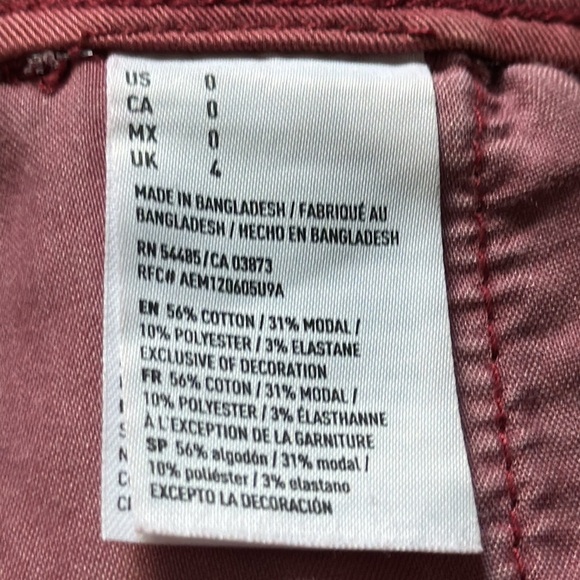 US 0
CA 0
MX 0
UK 4
MADE IN BANGLADESH / FABRIQUÉ AU
BANGLADESH / HECHO EN BANGLADESH
RN 54485/CA 03873
RFC# AEM120605U9A
EN 56% COTTON / 31% MODAL /
10% POLYESTER / 3% ELASTANE
EXCLUSIVE OF DECORATION
FR 56% COTON / 31% MODAL /
10% POLYESTER / 3% ÉLASTHANNE
À L'EXCEPTION DE LA GARNITURE
SP 56% algodón / 31% modal /
10% poliéster / 3% elastano
EXCEPTO LA DECORACIÓN